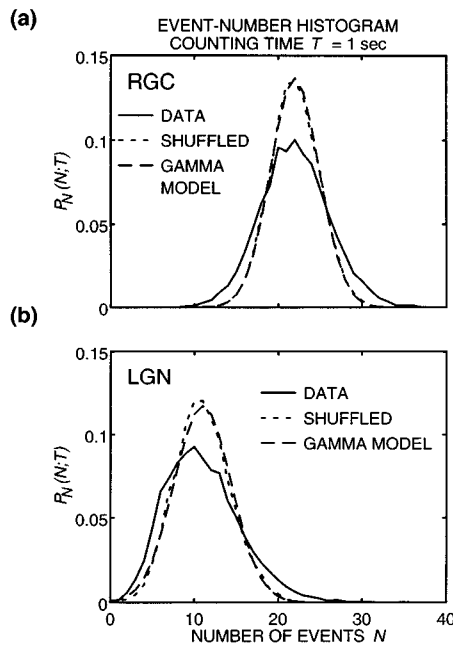 (a)
EVENT-NUMBER HISTOGRAM
COUNTING TIME T = 1 sec
0.15
0.1
0.05
0
P_N(N;T)
RGC
DATA
SHUFFLED
GAMMA
MODEL
(b)
0.15
0.1
0.05
0
P_N(N;T)
LGN
DATA
SHUFFLED
GAMMA MODEL
0
10
20
30
40
NUMBER OF EVENTS N